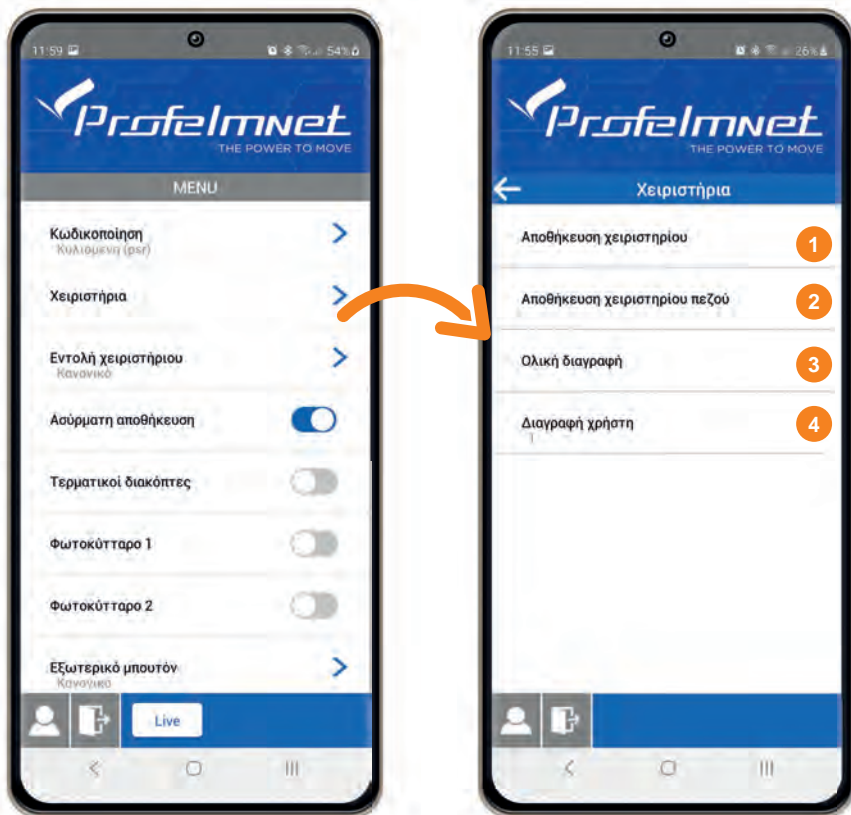 11:59
54%
Profelmnet
THE POWER TO MOVE
MENU
Κωδικοποίηση
Κυλιόμενη (psr)
Χειριστήρια
Εντολή χειριστήριου
Κανονικό
Ασύρματη αποθήκευση
Τερματικοί διακόπτες
Φωτοκύτταρο 1
Φωτοκύτταρο 2
Εξωτερικό μπουτόν
Κανονικό
Live
11:55
26%
Profelmnet
THE POWER TO MOVE
Χειριστήρια
Αποθήκευση χειριστηρίου
1
Αποθήκευση χειριστηρίου πεζού
2
Ολική διαγραφή
3
Διαγραφή χρήστη
4
1